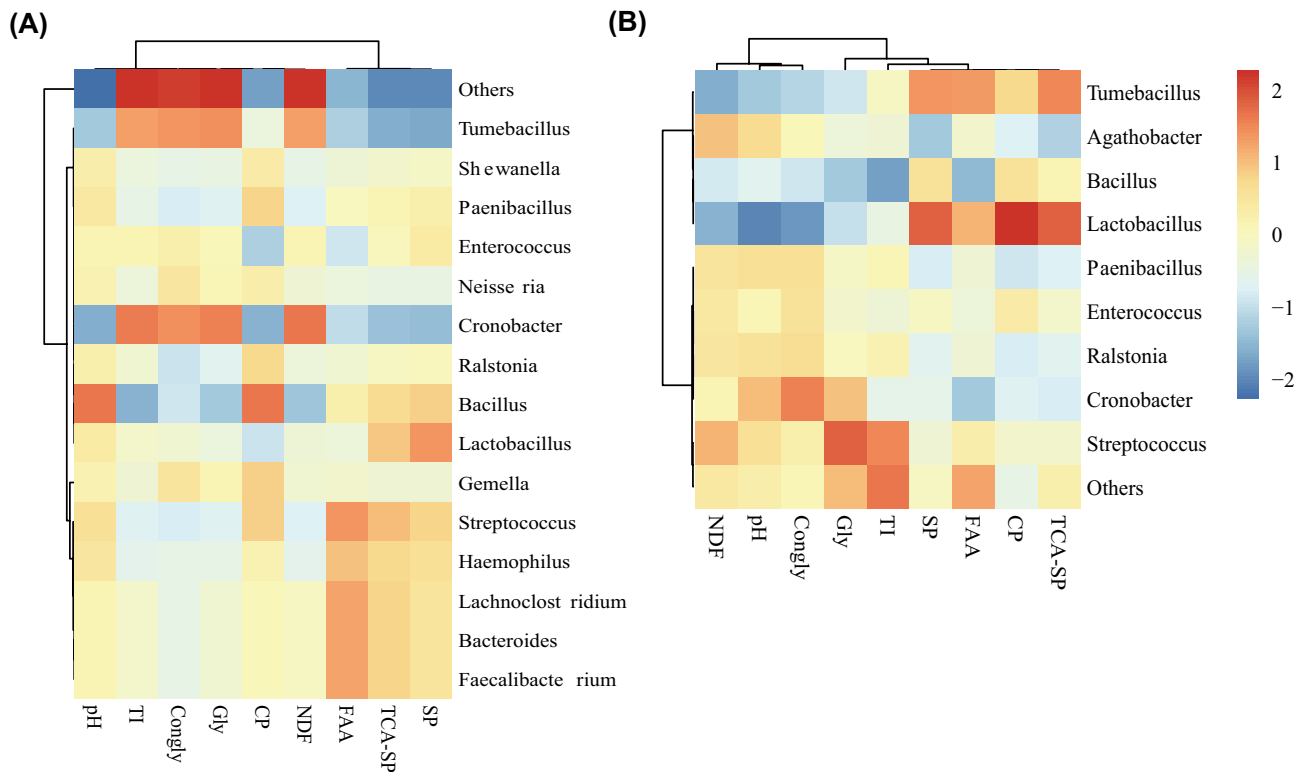 (A)
Others
Tumebacillus
Sh e wanella
Paenibacillus
Enterococcus
Neisse ria
Cronobacter
Ralstonia
Bacillus
Lactobacillus
Gemella
Streptococcus
Haemophilus
Lachnoclost ridium
Bacteroides
Faecalibacte rium
pH TI Congly Gly CP NDF FAA TCA-SP SP
(B)
Tumebacillus
Agathobacter
Bacillus
Lactobacillus
Paenibacillus
Enterococcus
Ralstonia
Cronobacter
Streptococcus
Others
NDF pH Congly Gly TI SP FAA CP TCA-SP
2
1
0
−1
−2